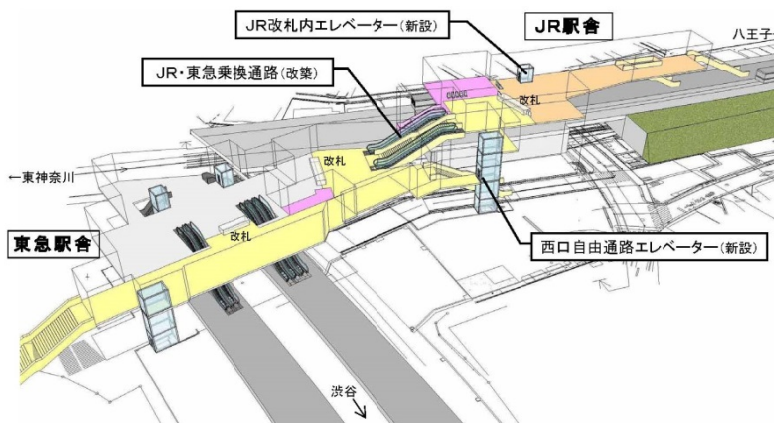 JR改札内エレベーター(新設)
JR駅舎
八王子→
JR・東急乗換通路(改築)
改札
改札
←東神奈川
改札
東急駅舎
西口自由通路エレベーター(新設)
渋谷